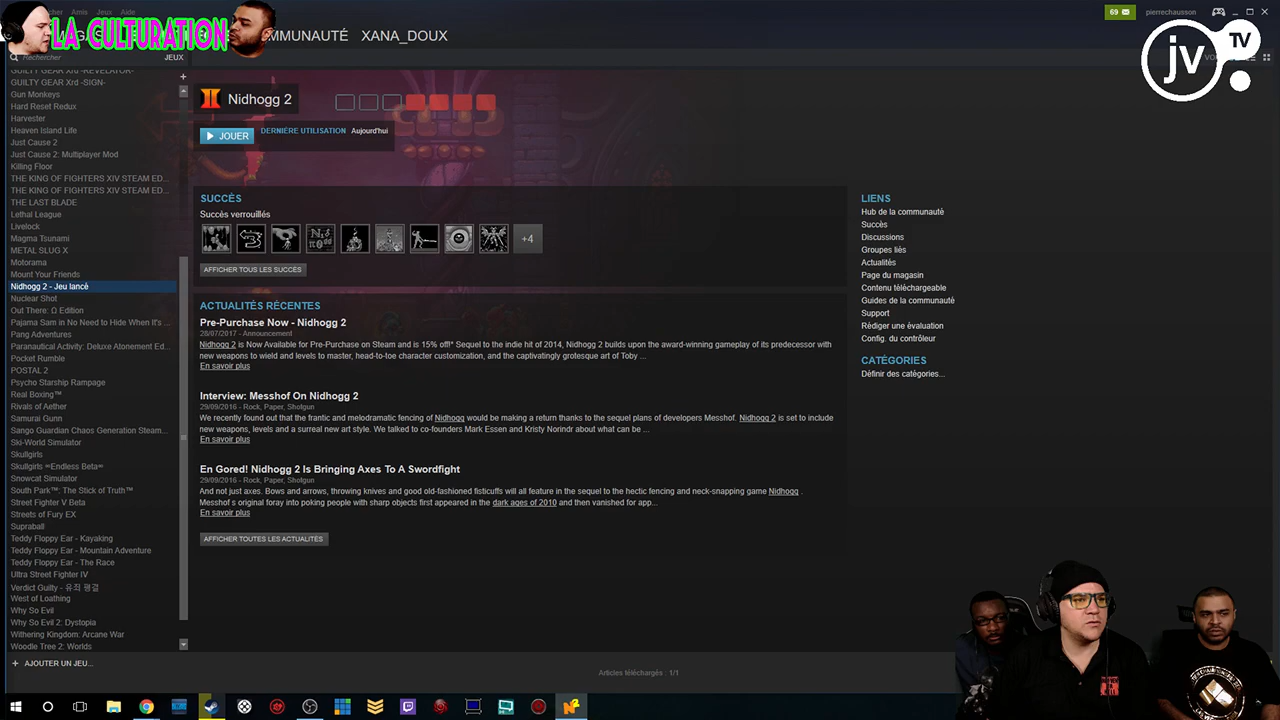 Amis Jeux Aide
69
pierrechausson
LA CULTURATION
XANA_DOUX
jv TV
Rechercher
JEUX
GUILTY GEAR Xrd -REVELATOR-
GUILTY GEAR Xrd -SIGN-
Gun Monkeys
Hard Reset Redux
Harvester
Heaven Island Life
Just Cause 2
Just Cause 2: Multiplayer Mod
Killing Floor
THE KING OF FIGHTERS XIV STEAM ED...
THE KING OF FIGHTERS XIV STEAM ED...
THE LAST BLADE
Lethal League
Livelock
Magma Tsunami
METAL SLUG X
Motorama
Mount Your Friends
Nidhogg 2 - Jeu lancé
Nuclear Shot
Out There: Ω Edition
Pajama Sam in No Need to Hide When It's ...
Pang Adventures
Paranautical Activity: Deluxe Atonement Ed...
Pocket Rumble
POSTAL 2
Psycho Starship Rampage
Real Boxing™
Rivals of Aether
Samurai Gunn
Sango Guardian Chaos Generation Steam...
Ski-World Simulator
Skullgirls
Skullgirls ∞Endless Beta∞
Snowcat Simulator
South Park™: The Stick of Truth™
Street Fighter V Beta
Streets of Fury EX
Supraball
Teddy Floppy Ear - Kayaking
Teddy Floppy Ear - Mountain Adventure
Teddy Floppy Ear - The Race
Ultra Street Fighter IV
Verdict Guilty - 유죄 평결
West of Loathing
Why So Evil
Why So Evil 2: Dystopia
Withering Kingdom: Arcane War
Woodle Tree 2: Worlds
+ AJOUTER UN JEU...
Nidhogg 2
JOUER
DERNIÈRE UTILISATION Aujourd'hui
SUCCÈS
Succès verrouillés
+4
AFFICHER TOUS LES SUCCÈS
ACTUALITÉS RÉCENTES
Pre-Purchase Now - Nidhogg 2
28/07/2017 - Announcement
Nidhogg 2 is Now Available for Pre-Purchase on Steam and is 15% off!* Sequel to the indie hit of 2014, Nidhogg 2 builds upon the award-winning gameplay of its predecessor with
new weapons to wield and levels to master, head-to-toe character customization, and the captivatingly grotesque art of Toby ...
En savoir plus
Interview: Messhof On Nidhogg 2
29/09/2016 - Rock, Paper, Shotgun
We recently found out that the frantic and melodramatic fencing of Nidhogg would be making a return thanks to the sequel plans of developers Messhof. Nidhogg 2 is set to include
new weapons, levels and a surreal new art style. We talked to co-founders Mark Essen and Kristy Norindr about what can be ...
En savoir plus
En Gored! Nidhogg 2 Is Bringing Axes To A Swordfight
29/09/2016 - Rock, Paper, Shotgun
And not just axes. Bows and arrows, throwing knives and good old-fashioned fisticuffs will all feature in the sequel to the hectic fencing and neck-snapping game Nidhogg .
Messhof s original foray into poking people with sharp objects first appeared in the dark ages of 2010 and then vanished for app...
En savoir plus
AFFICHER TOUTES LES ACTUALITÉS
LIENS
Hub de la communauté
Succès
Discussions
Groupes liés
Actualités
Page du magasin
Contenu téléchargeable
Guides de la communauté
Support
Rédiger une évaluation
Config. du contrôleur
CATÉGORIES
Définir des catégories...
Articles téléchargés : 1/1